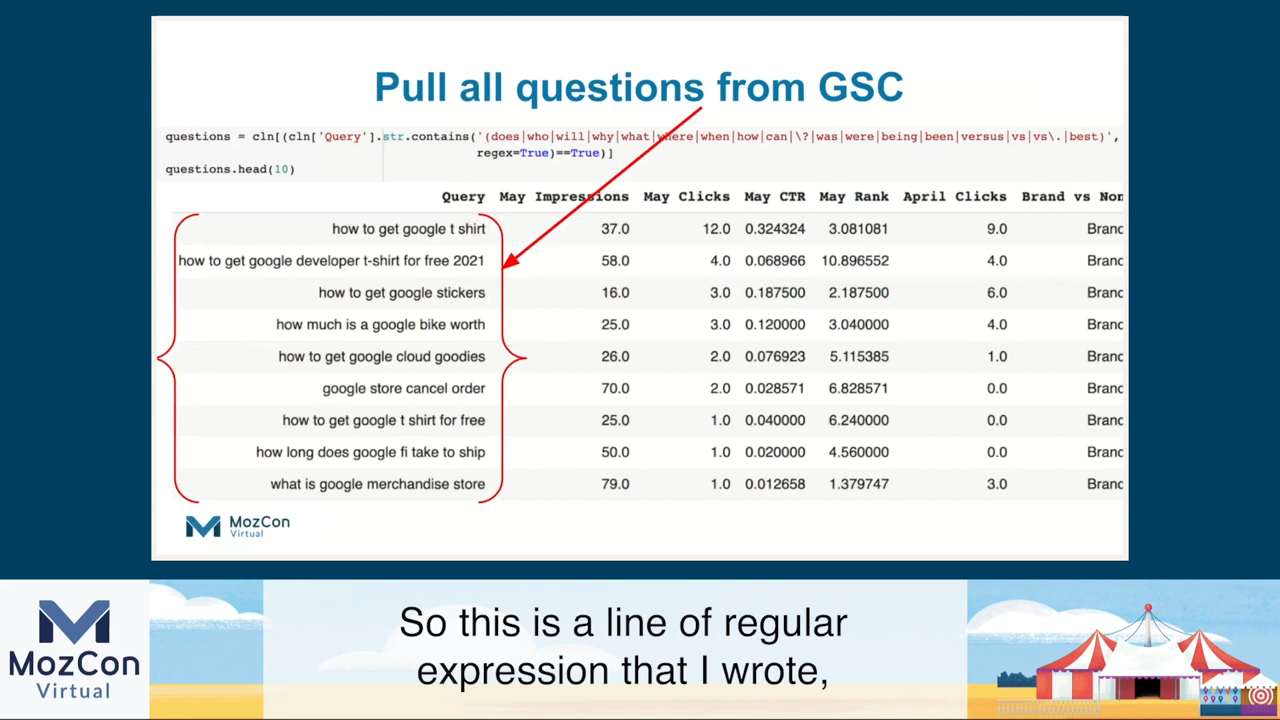 Pull all questions from GSC
questions = cln[(cln['Query'].str.contains('(does|who|will|why|what|where|when|how|can|\?|was|were|being|been|versus|vs|vs\.|best)',
regex=True)==True)]
questions.head(10)
Query May Impressions May Clicks May CTR May Rank April Clicks Brand vs Non
how to get google t shirt 37.0 12.0 0.324324 3.081081 9.0 Branc
how to get google developer t-shirt for free 2021 58.0 4.0 0.068966 10.896552 4.0 Branc
how to get google stickers 16.0 3.0 0.187500 2.187500 6.0 Branc
how much is a google bike worth 25.0 3.0 0.120000 3.040000 4.0 Branc
how to get google cloud goodies 26.0 2.0 0.076923 5.115385 1.0 Branc
google store cancel order 70.0 2.0 0.028571 6.828571 0.0 Branc
how to get google t shirt for free 25.0 1.0 0.040000 6.240000 0.0 Branc
how long does google fi take to ship 50.0 1.0 0.020000 4.560000 0.0 Branc
what is google merchandise store 79.0 1.0 0.012658 1.379747 3.0 Branc
MozCon
Virtual
So this is a line of regular
expression that I wrote,
MozCon
Virtual